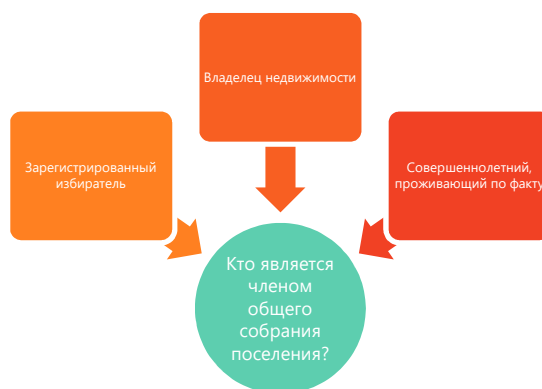 Владелец недвижимости
Зарегистрированный
избиратель
Совершеннолетний,
проживающий по факту
Кто является
членом
общего
собрания
поселения?